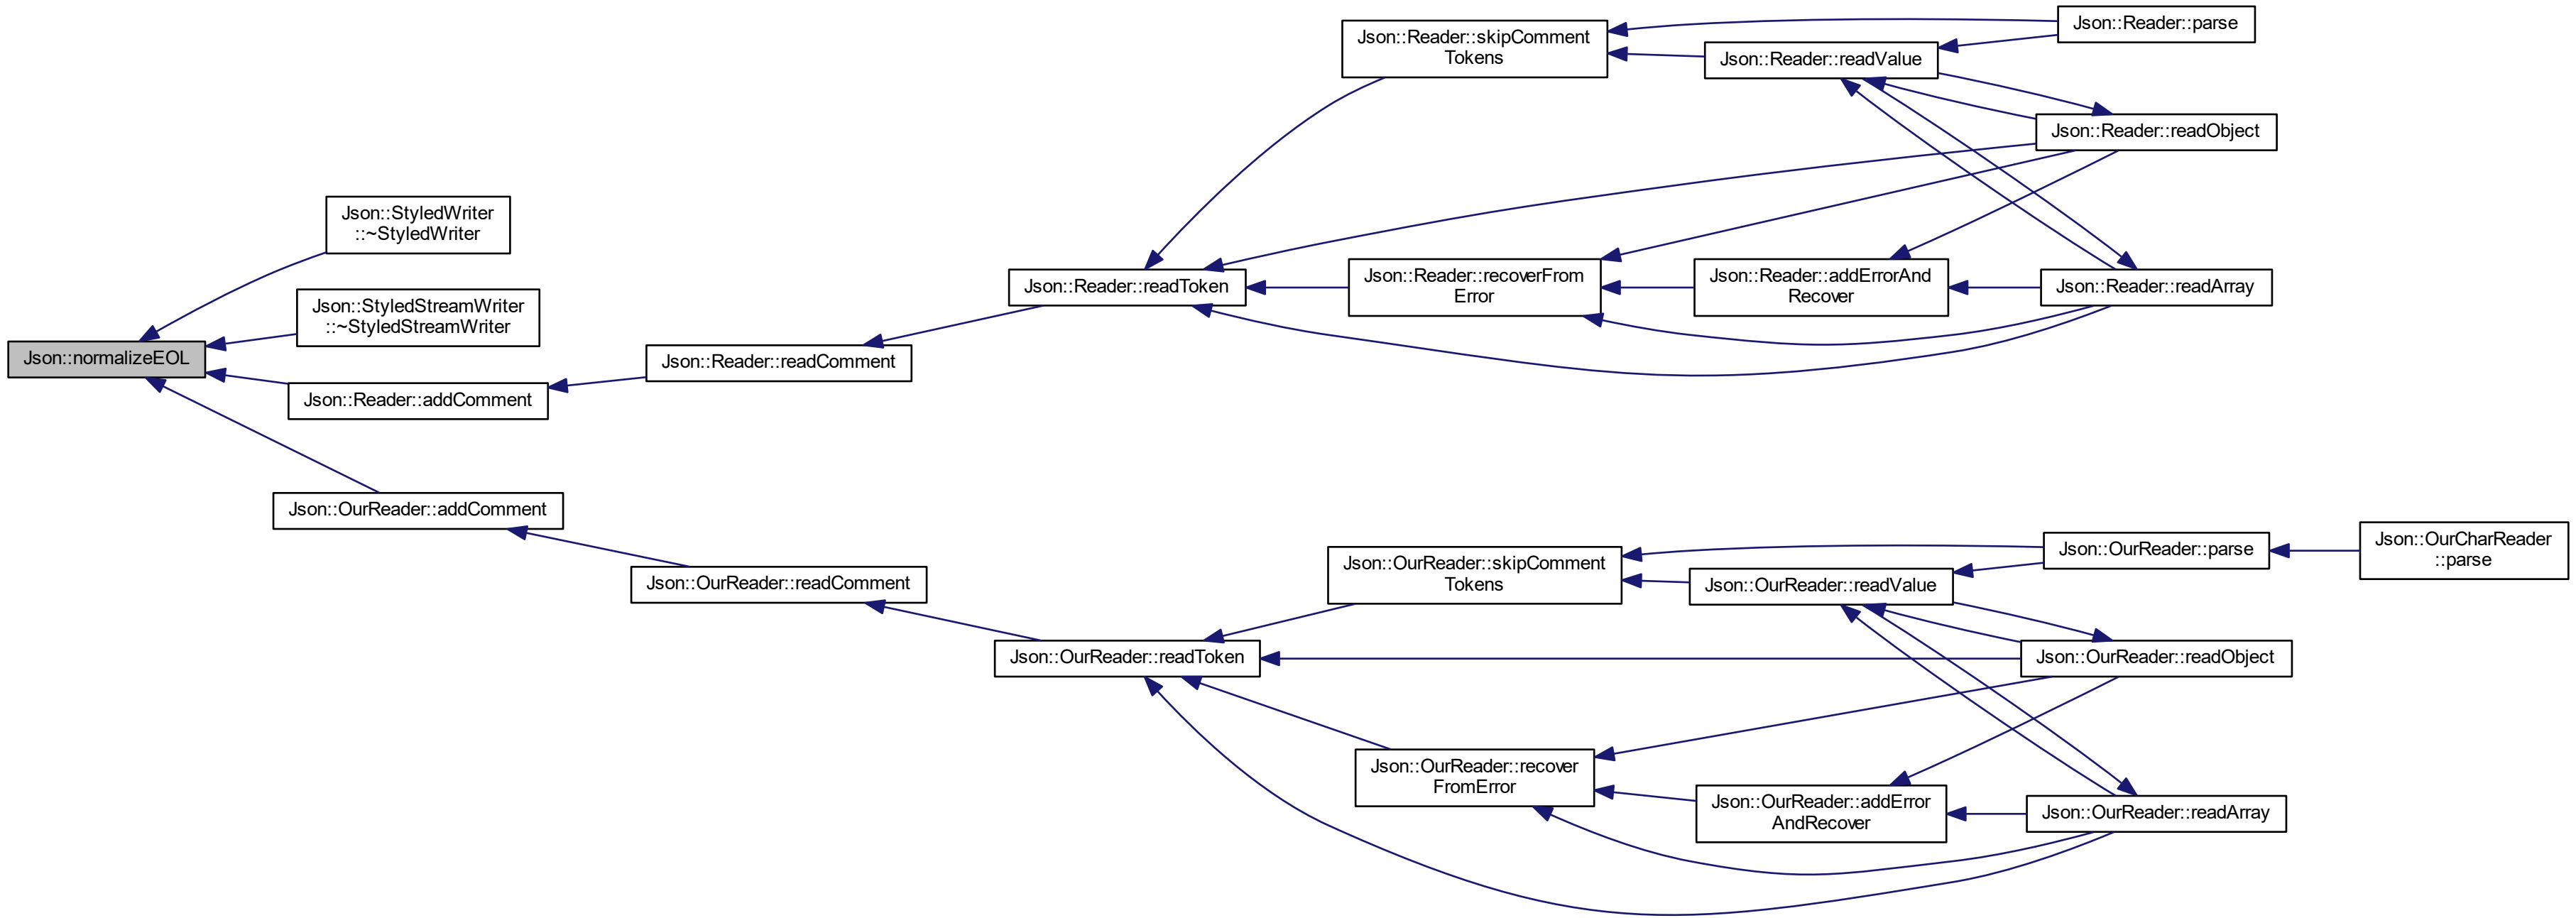 Json::normalizeEOL
Json::StyledWriter
::~StyledWriter
Json::StyledStreamWriter
::~StyledStreamWriter
Json::Reader::addComment
Json::Reader::readComment
Json::Reader::readToken
Json::Reader::skipComment
Tokens
Json::Reader::parse
Json::Reader::readValue
Json::Reader::readObject
Json::Reader::recoverFrom
Error
Json::Reader::addErrorAnd
Recover
Json::Reader::readArray
Json::OurReader::addComment
Json::OurReader::readComment
Json::OurReader::readToken
Json::OurReader::skipComment
Tokens
Json::OurReader::parse
Json::OurCharReader
::parse
Json::OurReader::readValue
Json::OurReader::readObject
Json::OurReader::recover
FromError
Json::OurReader::addError
AndRecover
Json::OurReader::readArray